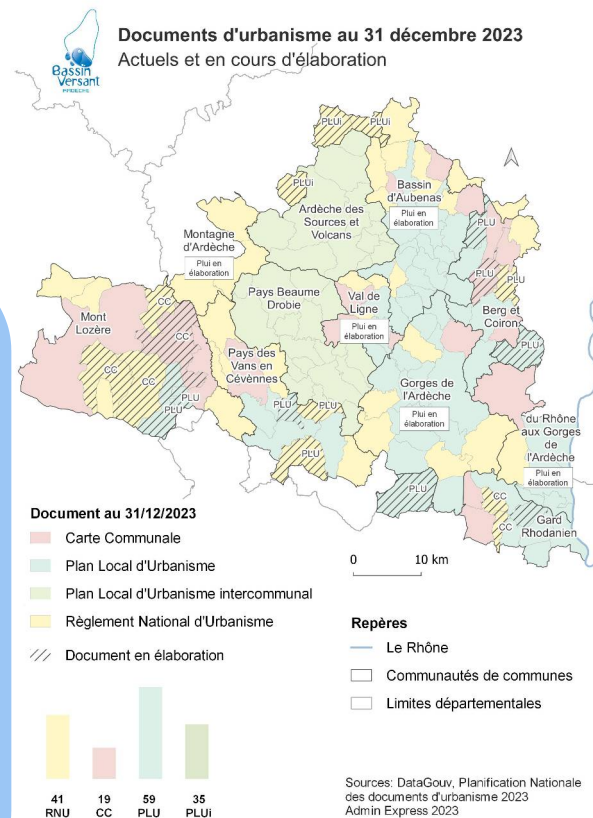 Documents d'urbanisme au 31 décembre 2023
Actuels et en cours d'élaboration
Bassin
Versant
ARDÈCHE
PLUi
PLUi
PLUi
Bassin
d'Aubenas
Plui en
élaboration
Ardèche des
Sources et
Volcans
Montagne
d'Ardèche
Plui en
élaboration
PLU
PLU
PLU
Pays Beaume
Drobie
Val de
Ligne
Plui en
élaboration
Berg et
Coiron
PLU
Mont
Lozère
CC
CC
CC
CC
PLU
PLU
Pays des
Vans en
Cévènnes
PLU
PLU
PLU
Gorges de
l'Ardèche
Plui en
élaboration
du Rhône
aux Gorges
de
l'Ardèche
Plui en
élaboration
PLU
CC
CC
PLU
Gard
Rhodanien
Document au 31/12/2023
Carte Communale
Plan Local d'Urbanisme
Plan Local d'Urbanisme intercommunal
Règlement National d'Urbanisme
Document en élaboration
0 10 km
Repères
Le Rhône
Communautés de communes
Limites départementales
41 19 59 35
RNU CC PLU PLUi
Sources: DataGouv, Planification Nationale
des documents d'urbanisme 2023
Admin Express 2023